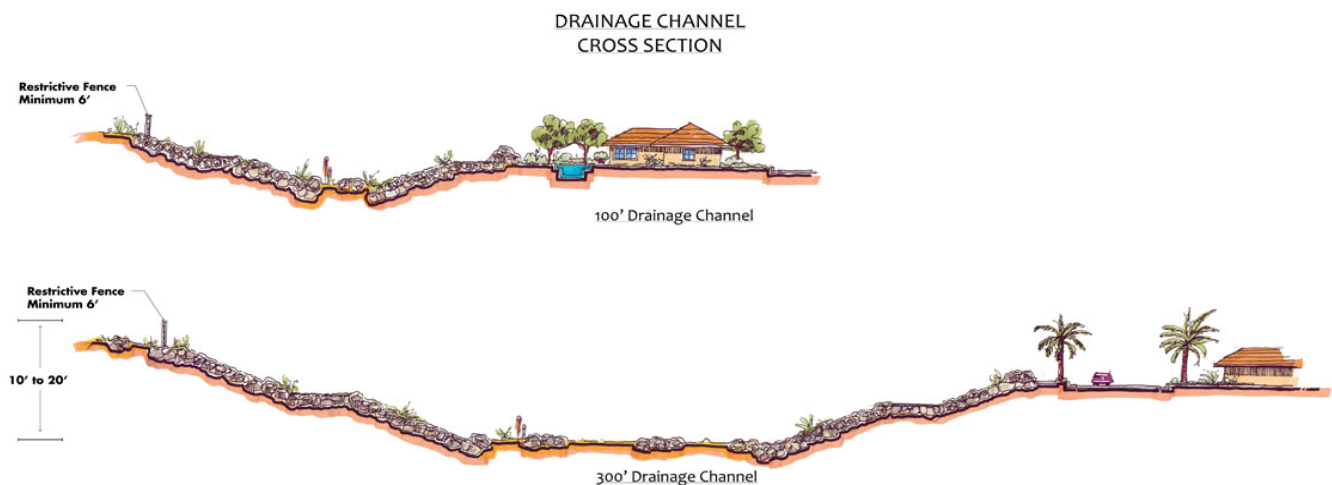 DRAINAGE CHANNEL
CROSS SECTION
Restrictive Fence
Minimum 6'
100' Drainage Channel
Restrictive Fence
Minimum 6'
10' to 20'
300' Drainage Channel